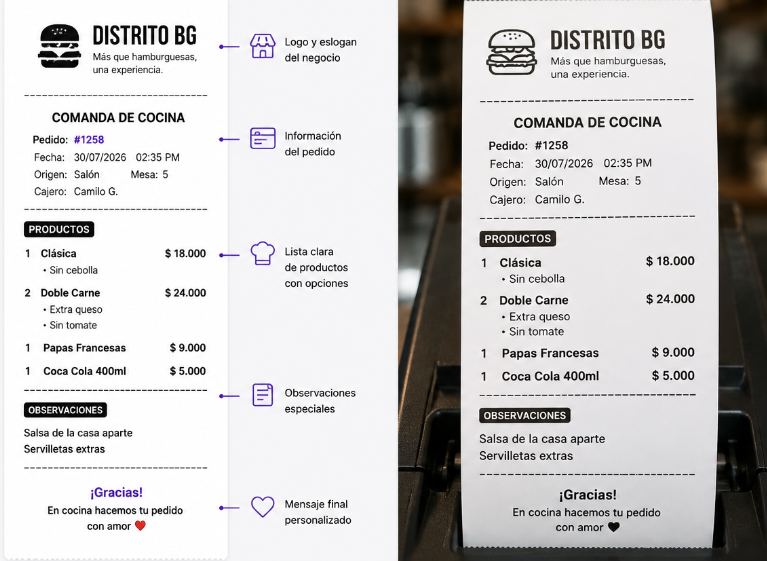 DISTRITO BG
Más que hamburguesas,
una experiencia.
COMANDA DE COCINA
Pedido: #1258
Fecha: 30/07/2026 02:35 PM
Origen: Salón Mesa: 5
Cajero: Camilo G.
PRODUCTOS
1 Clásica $ 18.000
• Sin cebolla
2 Doble Carne $ 24.000
• Extra queso
• Sin tomate
1 Papas Francesas $ 9.000
1 Coca Cola 400ml $ 5.000
OBSERVACIONES
Salsa de la casa aparte
Servilletas extras
¡Gracias!
En cocina hacemos tu pedido
con amor ❤️
Logo y eslogan
del negocio
Información
del pedido
Lista clara
de productos
con opciones
Observaciones
especiales
Mensaje final
personalizado
DISTRITO BG
Más que hamburguesas,
una experiencia.
COMANDA DE COCINA
Pedido: #1258
Fecha: 30/07/2026 02:35 PM
Origen: Salón Mesa: 5
Cajero: Camilo G.
PRODUCTOS
1 Clásica $ 18.000
• Sin cebolla
2 Doble Carne $ 24.000
• Extra queso
• Sin tomate
1 Papas Francesas $ 9.000
1 Coca Cola 400ml $ 5.000
OBSERVACIONES
Salsa de la casa aparte
Servilletas extras
¡Gracias!
En cocina hacemos tu pedido
con amor 🖤